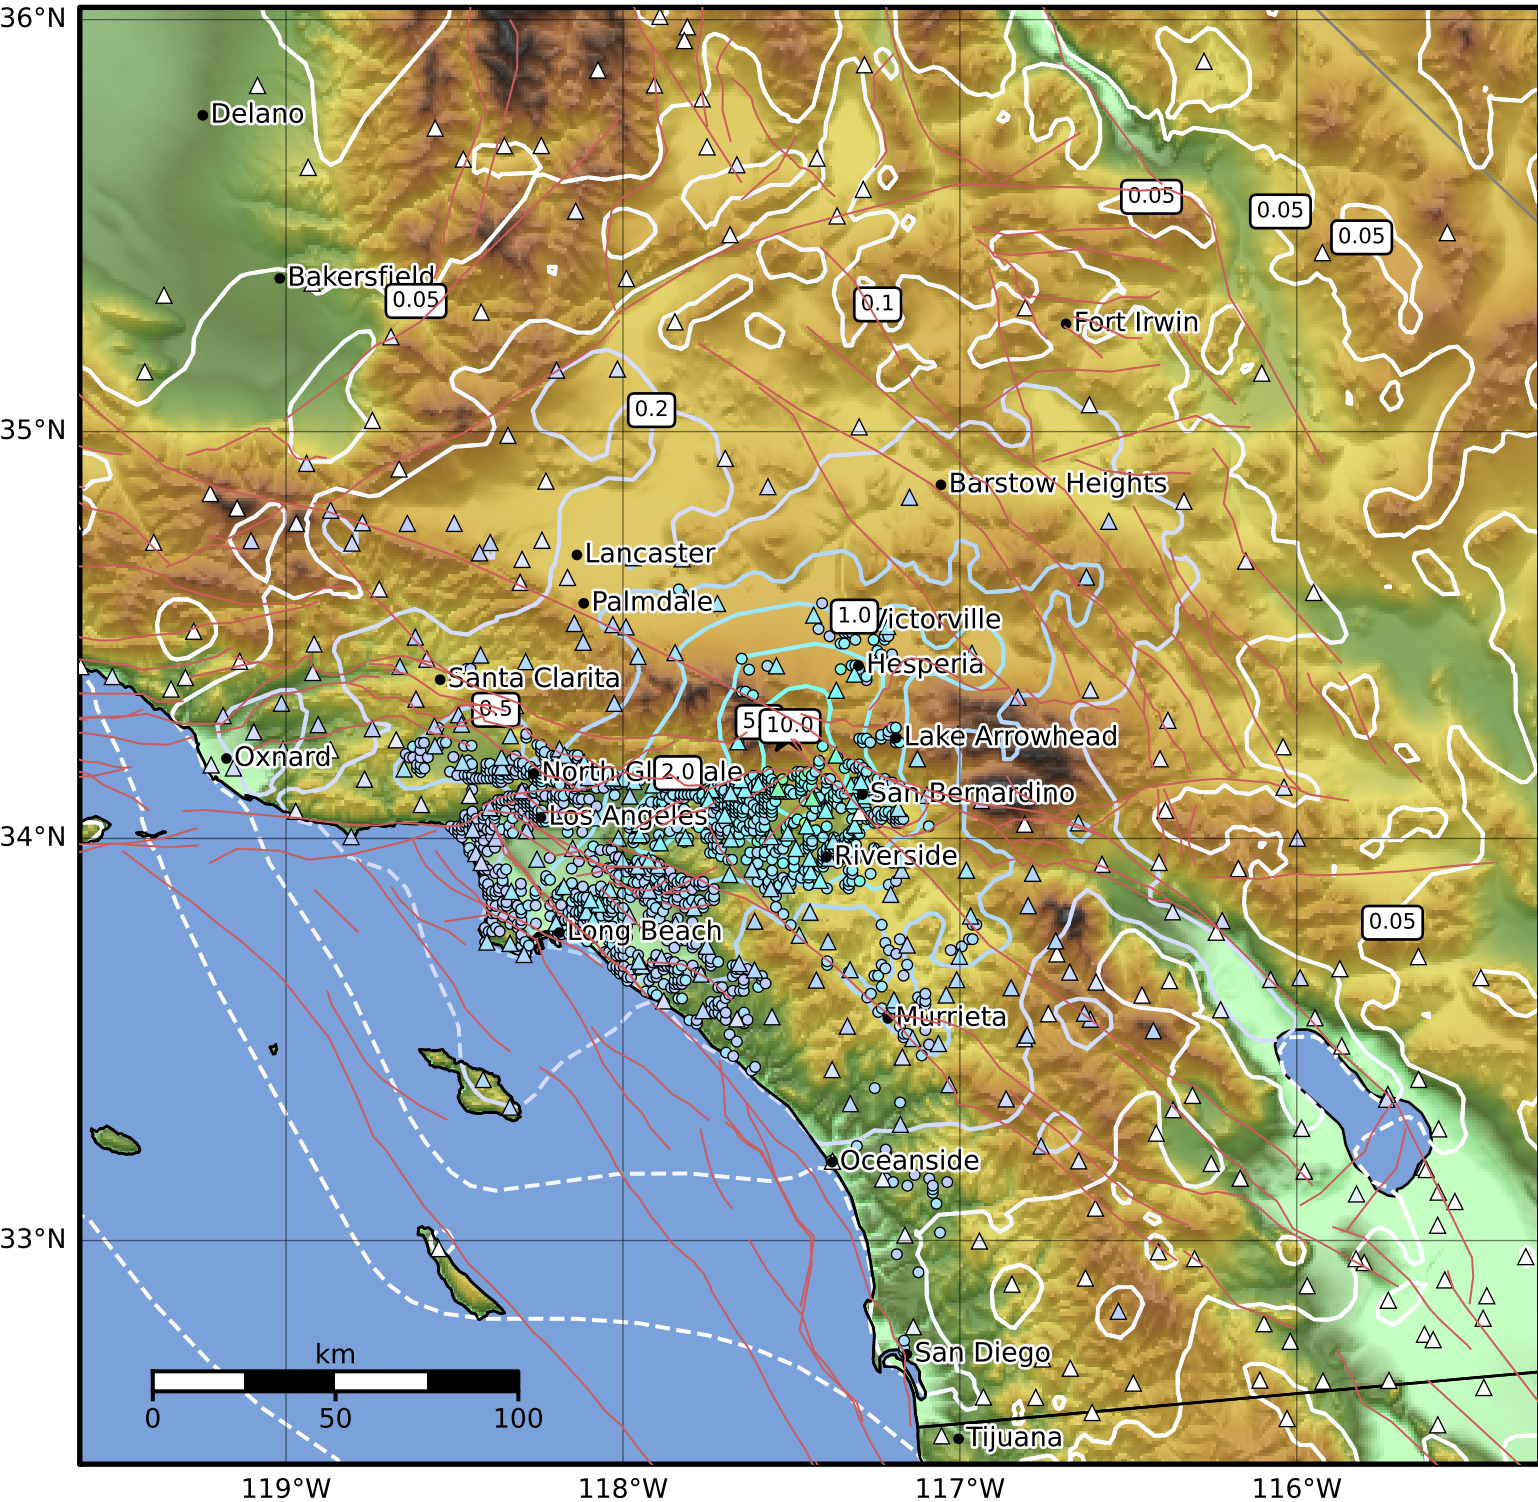 36°N
Delano
0.05
0.05
0.05
Bakersfield
0.05
0.1
Fort Irwin
0.2
35°N
Barstow Heights
Lancaster
Palmdale
1.0
Victorville
Hesperia
Santa Clarita
0.5
5
10.0
Lake Arrowhead
Oxnard
North Gl
2.0
ale
San Bernardino
Los Angeles
34°N
Riverside
0.05
Long Beach
Murrieta
Oceanside
33°N
km
San Diego
0
50
100
Tijuana
119°W
118°W
117°W
116°W